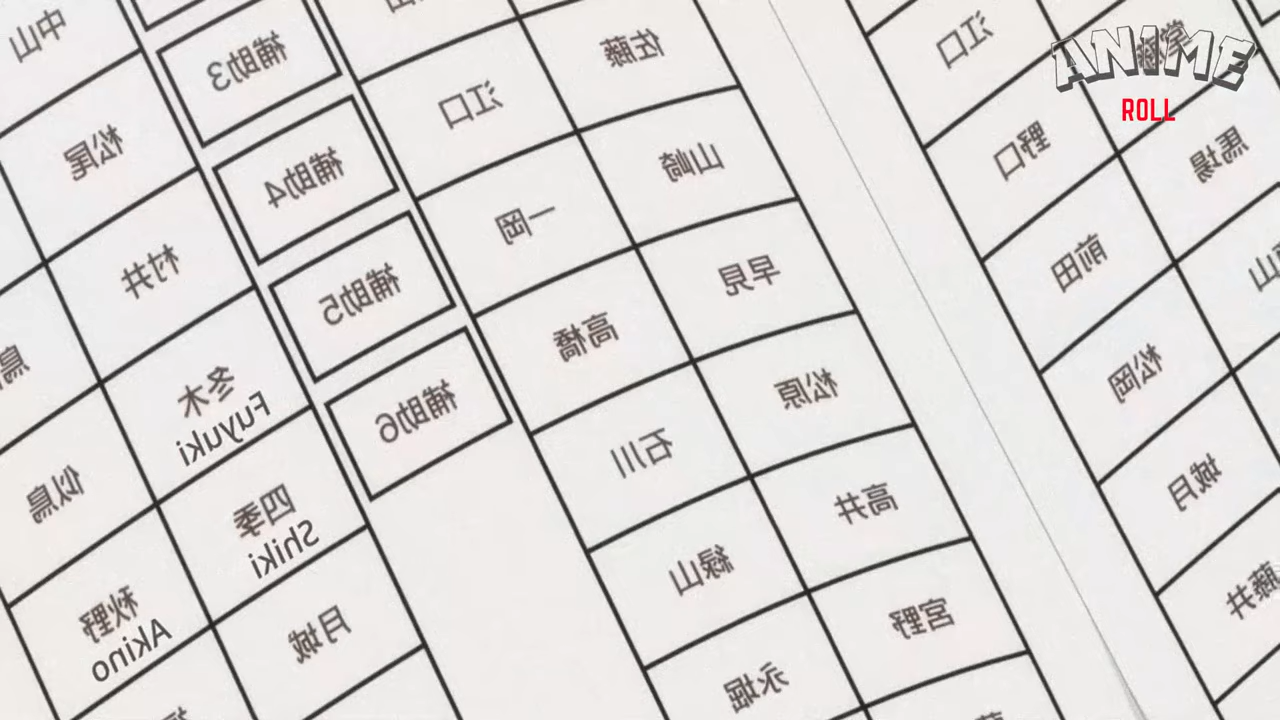 中山
松尾
村井
鳥
冬木
Fuyuki
似鳥
四季
Shiki
秋野
Akino
月城
補助3
補助4
補助5
補助6
江口
佐藤
一岡
山崎
高橋
早見
石川
松原
緑山
高井
永堀
宮野
江口
野口
馬場
前田
山
松岡
城月
藤井
ANIME
ROLL